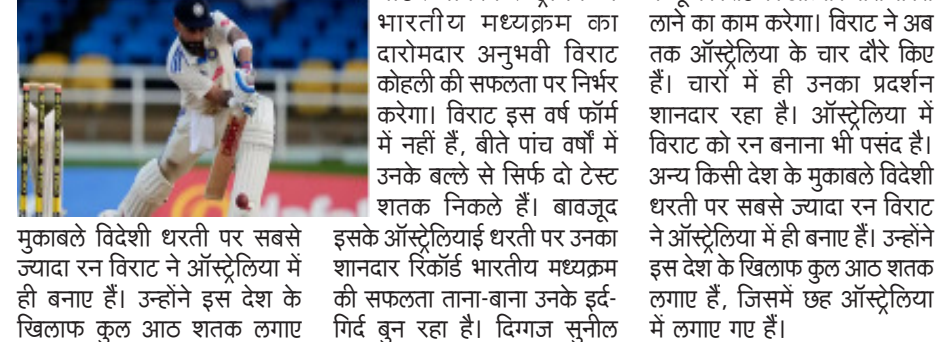 मुकाबले विदेशी धरती पर सबसे
ज्यादा रन विराट ने ऑस्ट्रेलिया में
ही बनाए हैं। उन्होंने इस देश के
खिलाफ कुल आठ शतक लगाए
भारतीय मध्यक्रम का
दारोमदार अनुभवी विराट
कोहली की सफलता पर निर्भर
करेगा। विराट इस वर्ष फॉर्म
में नहीं हैं, बीते पांच वर्षों में
उनके बल्ले से सिर्फ दो टेस्ट
शतक निकले हैं। बावजूद
इसके ऑस्ट्रेलियाई धरती पर उनका
शानदार रिकॉर्ड भारतीय मध्यक्रम
की सफलता ताना-बाना उनके इर्द-
गिर्द बुन रहा है। दिग्गज सुनील
लाने का काम करेगा। विराट ने अब
तक ऑस्ट्रेलिया के चार दौरे किए
हैं। चारों में ही उनका प्रदर्शन
शानदार रहा है। ऑस्ट्रेलिया में
विराट को रन बनाना भी पसंद है।
अन्य किसी देश के मुकाबले विदेशी
धरती पर सबसे ज्यादा रन विराट
ने ऑस्ट्रेलिया में ही बनाए हैं। उन्होंने
इस देश के खिलाफ कुल आठ शतक
लगाए हैं, जिसमें छह ऑस्ट्रेलिया
में लगाए गए हैं।